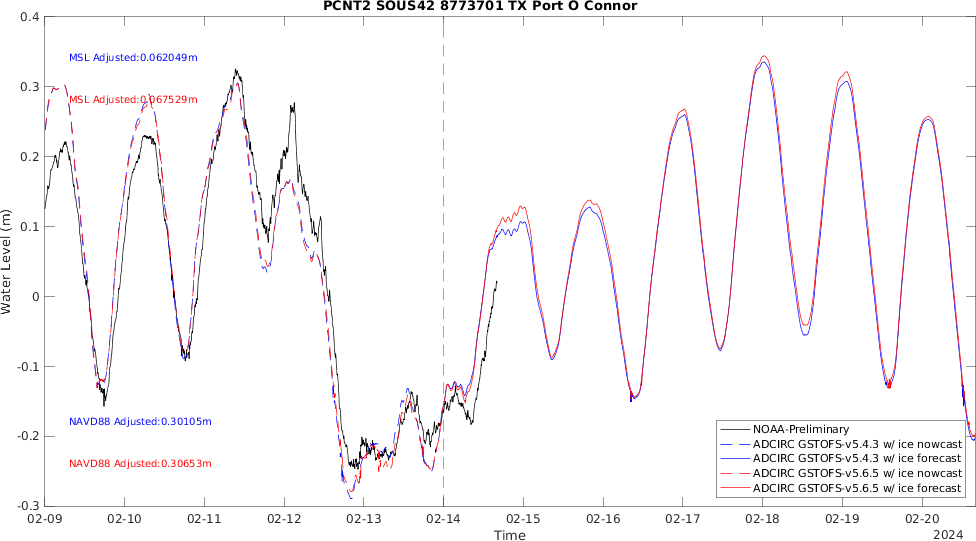 PCNT2 SOUS42 8773701 TX Port O Connor
0.4
0.3
0.2
0.1
0
-0.1
-0.2
-0.3
Water Level (m)
MSL Adjusted:0.062049m
MSL Adjusted:0.067529m
NAVD88 Adjusted:0.30105m
NAVD88 Adjusted:0.30653m
NOAA-Preliminary
ADCIRC GSTOFS-v5.4.3 w/ ice nowcast
ADCIRC GSTOFS-v5.4.3 w/ ice forecast
ADCIRC GSTOFS-v5.6.5 w/ ice nowcast
ADCIRC GSTOFS-v5.6.5 w/ ice forecast
02-09 02-10 02-11 02-12 02-13 02-14 02-15 02-16 02-17 02-18 02-19 02-20
Time
2024